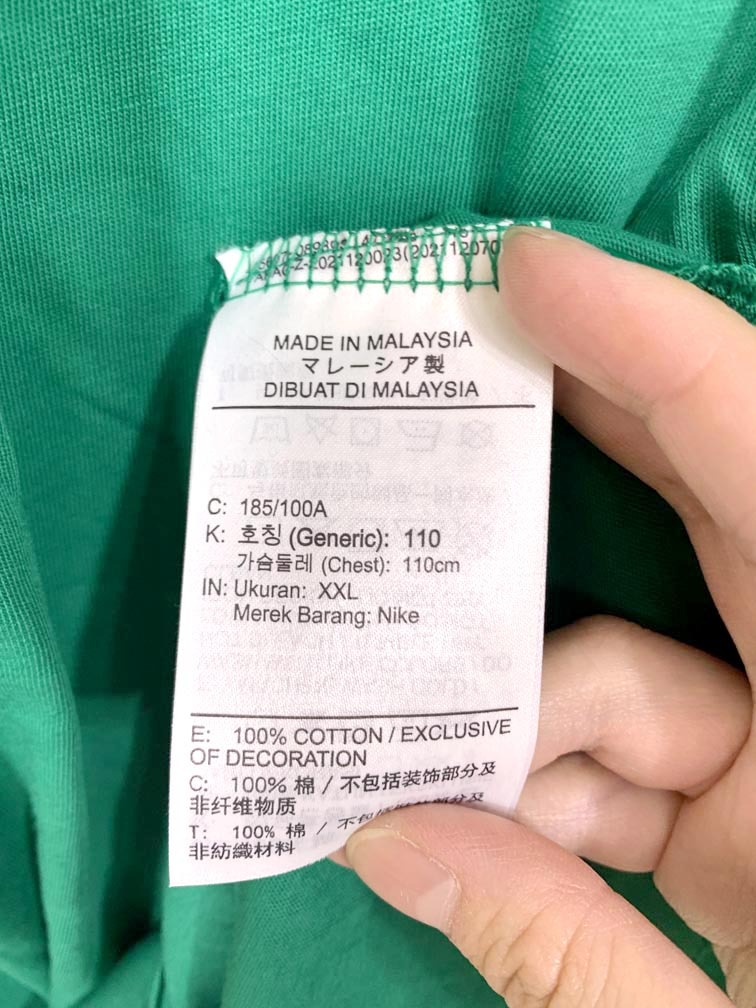 MADE IN MALAYSIA
マレーシア製
DIBUAT DI MALAYSIA
C: 185/100A
K: 호칭 (Generic): 110
가슴둘레 (Chest): 110cm
IN: Ukuran: XXL
Merek Barang: Nike
E: 100% COTTON / EXCLUSIVE
OF DECORATION
C: 100% 棉 / 不包括装饰部分及
非纤维物质
T: 100% 棉 / 不包
非紡織材料